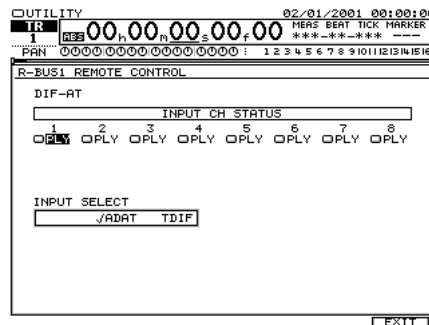 UTILITY 02/01/2001 00:00:00
TR 1 ABS 00h00m00s00f00 MEAS BEAT TICK MARKER
***-**-*** ---
PAN 1 2 3 4 5 6 7 8 9 10 11 12 13 14 15 16
R-BUS1 REMOTE CONTROL
DIF-AT
INPUT CH STATUS
1 2 3 4 5 6 7 8
PLY PLY PLY PLY PLY PLY PLY PLY
INPUT SELECT
√ADAT TDIF
EXIT